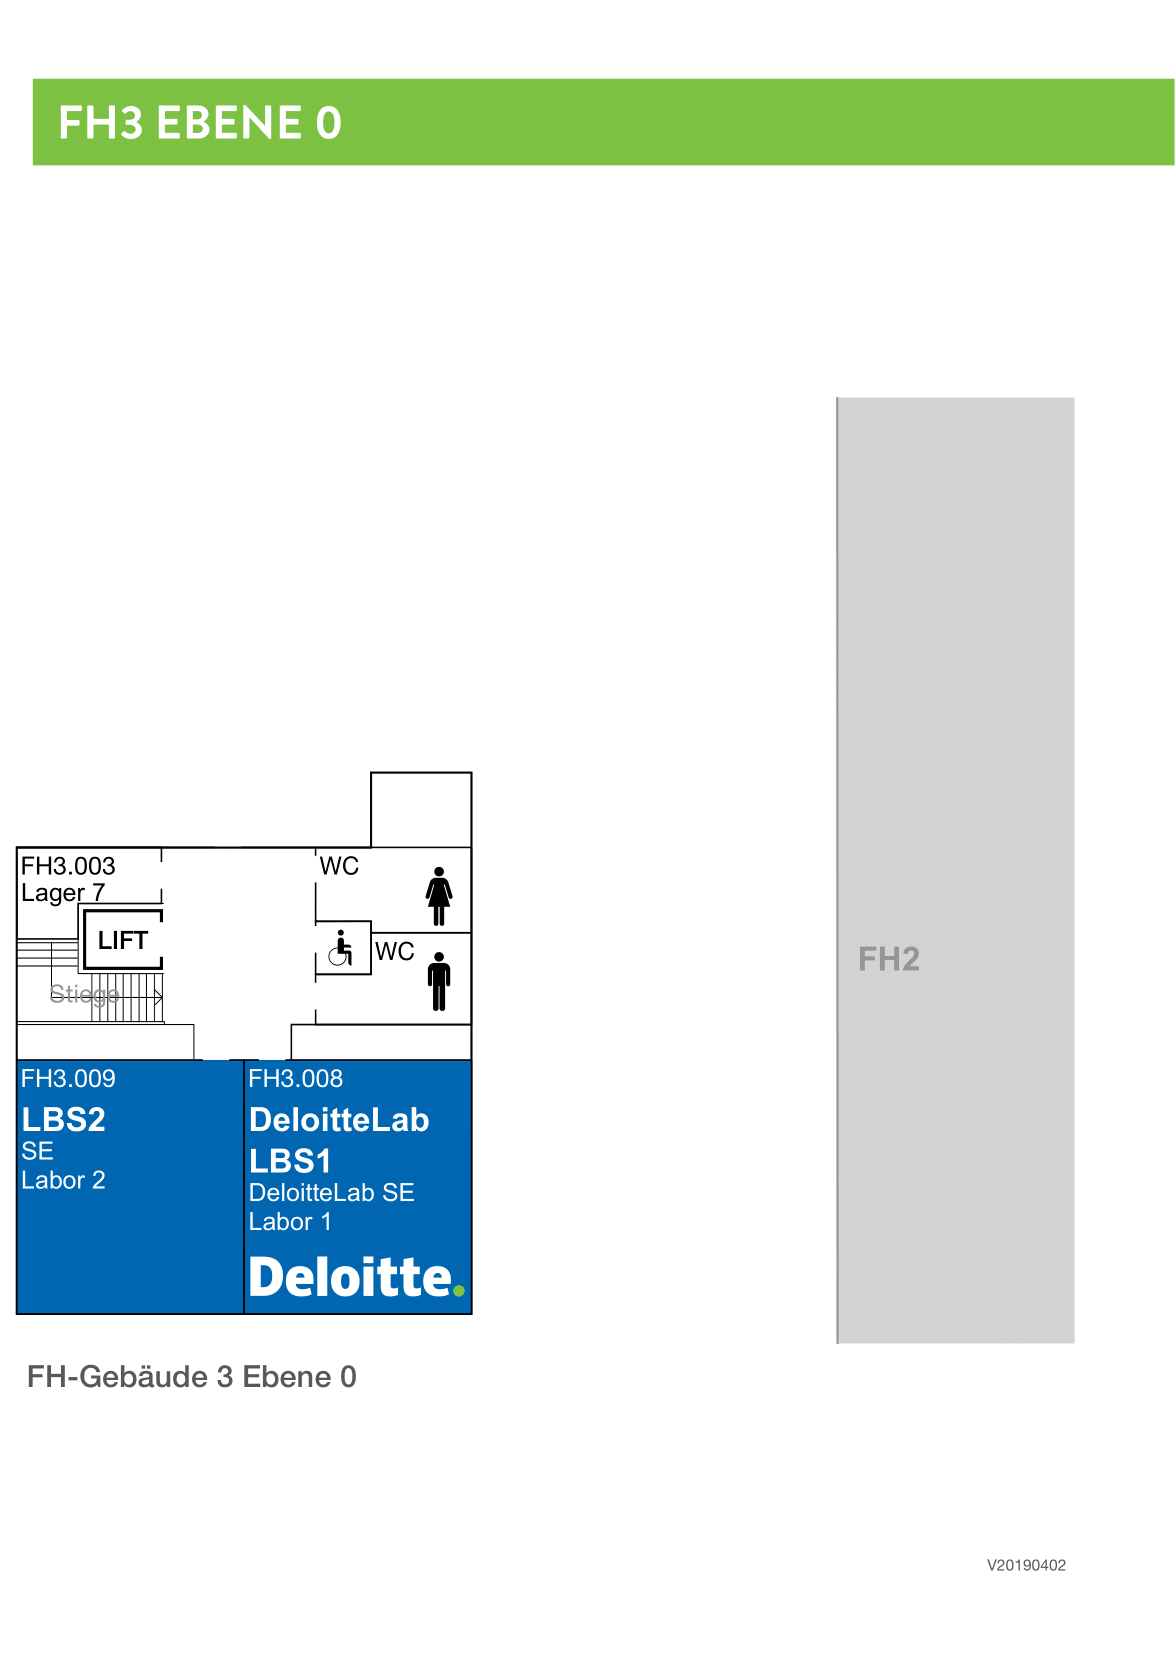 FH3 EBENE 0
FH3.003
Lager 7
WC
LIFT
WC
Stiege
FH2
FH3.009
LBS2
SE
Labor 2
FH3.008
DeloitteLab
LBS1
DeloitteLab SE
Labor 1
Deloitte.
FH-Gebäude 3 Ebene 0
V20190402